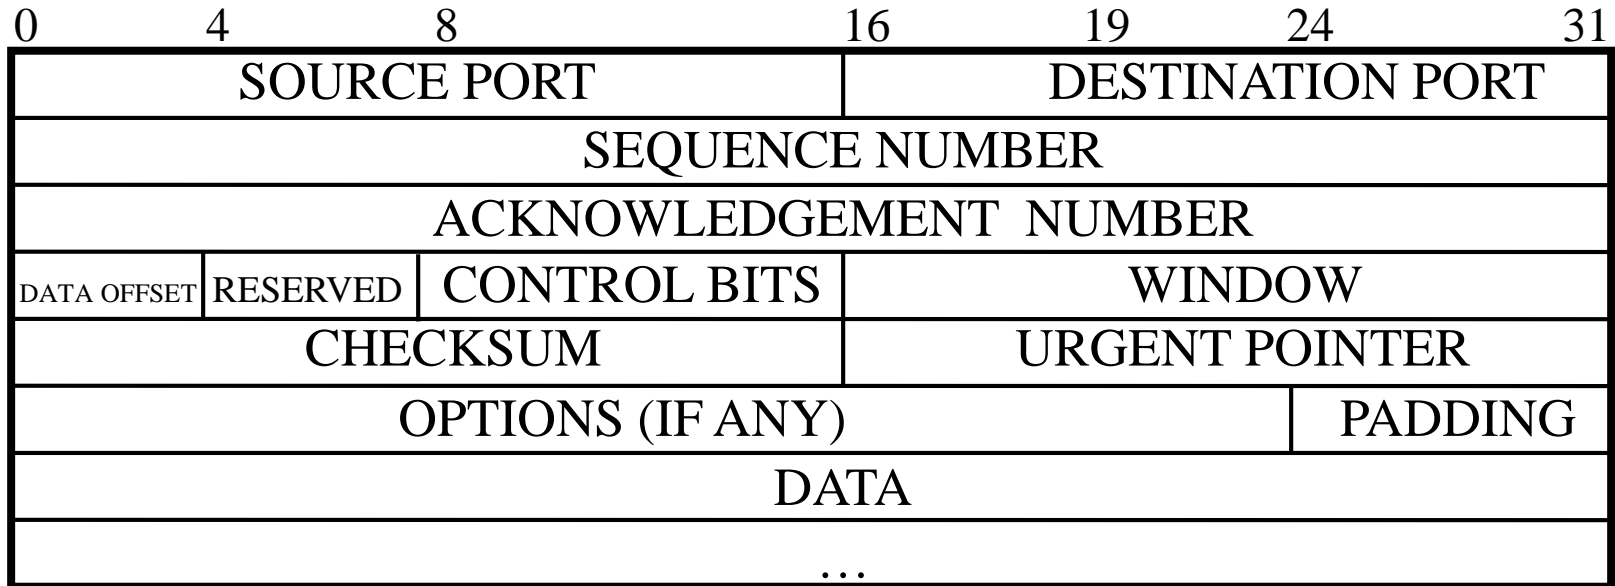 0 4 8 16 19 24 31
SOURCE PORT DESTINATION PORT
SEQUENCE NUMBER
ACKNOWLEDGEMENT NUMBER
DATA OFFSET RESERVED CONTROL BITS WINDOW
CHECKSUM URGENT POINTER
OPTIONS (IF ANY) PADDING
DATA
...